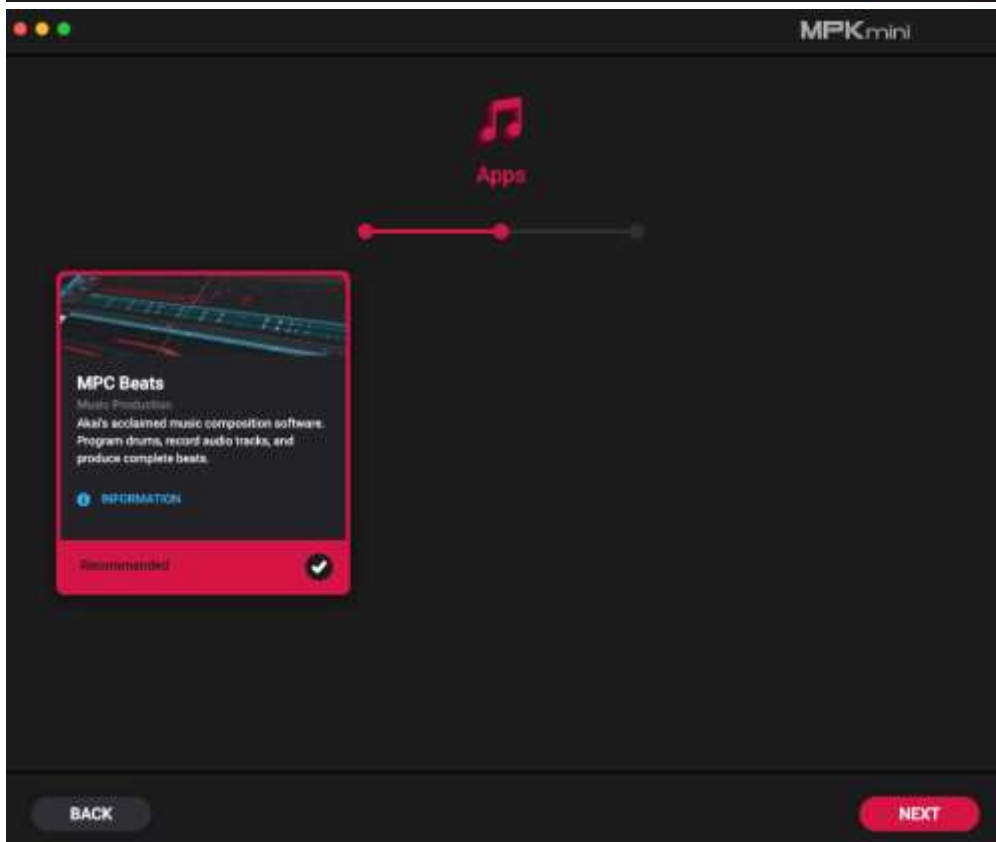 MPKmini
Apps
MPC Beats
Music Production
Akai's acclaimed music composition software.
Program drums, record audio tracks, and
produce complete beats.
INFORMATION
Recommended
BACK
NEXT